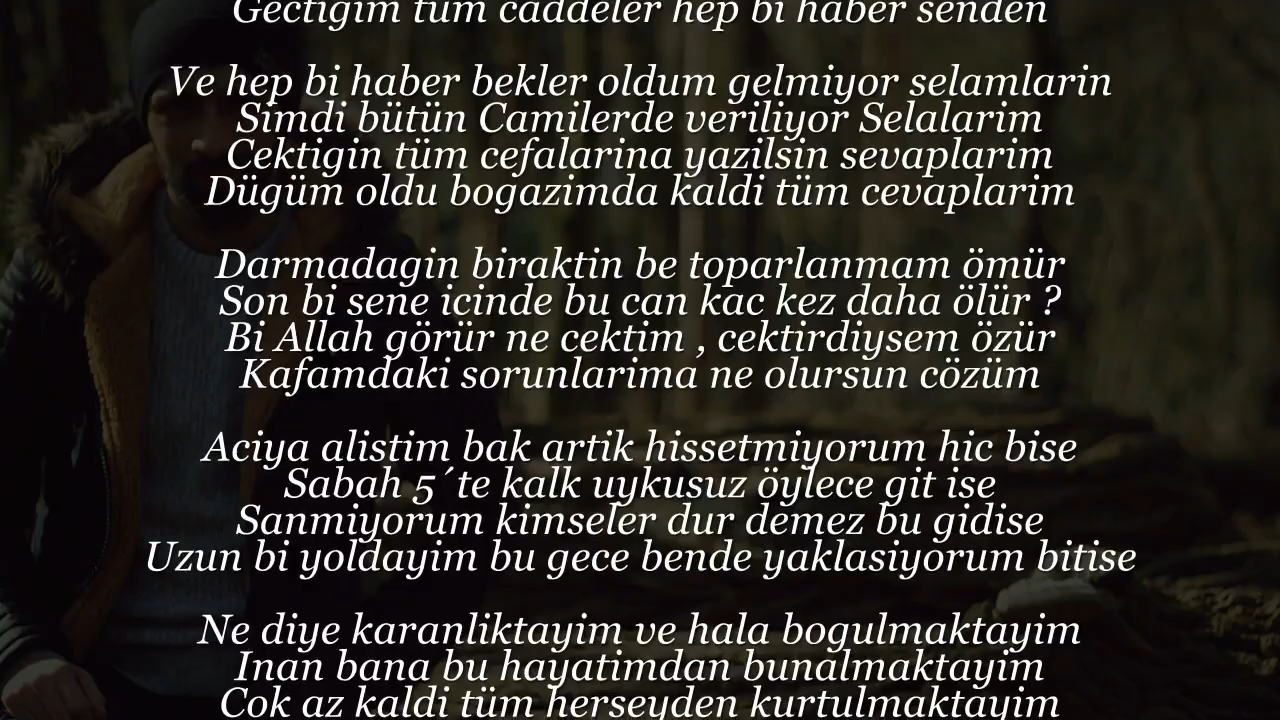 Gectigim tüm caddeler hep bi haber senden
Ve hep bi haber bekler oldum gelmiyor selamlarin
Simdi bütün Camilerde veriliyor Selalarim
Cektigin tüm cefalarina yazilsin sevaplarim
Dügüm oldu bogazimda kaldi tüm cevaplarim
Darmadagin biraktin be toparlanmam ömür
Son bi sene icinde bu can kac kez daha ölür ?
Bi Allah görür ne cektim , cektirdiysem özür
Kafamdaki sorunlarima ne olursun cözüm
Aciya alistim bak artik hissetmiyorum hic bise
Sabah 5´te kalk uykusuz öylece git ise
Sanmiyorum kimseler dur demez bu gidise
Uzun bi yoldayim bu gece bende yaklasiyorum bitise
Ne diye karanliktayim ve hala bogulmaktayim
Inan bana bu hayatimdan bunalmaktayim
Cok az kaldi tüm herseyden kurtulmaktayim